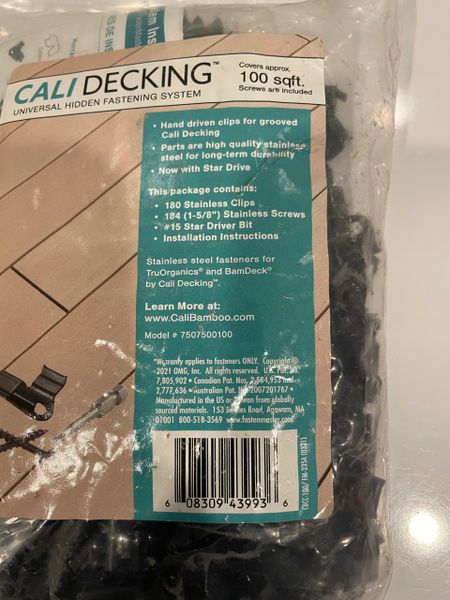 CALI DECKING™
UNIVERSAL HIDDEN FASTENING SYSTEM
Covers approx.
100 sqft.
Screws are included
• Hand driven clips for grooved
Cali Decking
• Parts are high quality stainless
steel for long-term durability
• Now with Star Drive
This package contains:
• 180 Stainless Clips
• 184 (1-5/8") Stainless Screws
• #15 Star Driver Bit
• Installation Instructions
Stainless steel fasteners for
TruOrganics® and BamDeck®
by Cali Decking™.
Learn More at:
www.CaliBamboo.com
Model # 7507500100
*Warranty applies to fasteners ONLY. Copyright ©
2021 OMG, Inc. All rights reserved. U.S. Pat. No.
7,805,902 • Canadian Pat. Nos. 2,584,953 and
2,777,636 • Australian Pat. No. 2007201767 •
Manufactured in the US or Taiwan from globally
sourced materials. 153 Road, Agawam, MA
01001 800-518-3569 www.fastenmaster.com
6 08309 43993 6